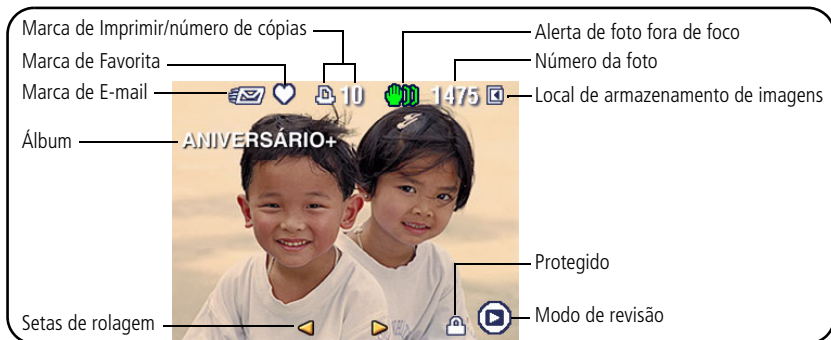 Marca de Imprimir/número de cópias
Marca de Favorita
Marca de E-mail
Álbum
Setas de rolagem
10
1475
ANIVERSÁRIO+
Alerta de foto fora de foco
Número da foto
Local de armazenamento de imagens
Protegido
Modo de revisão